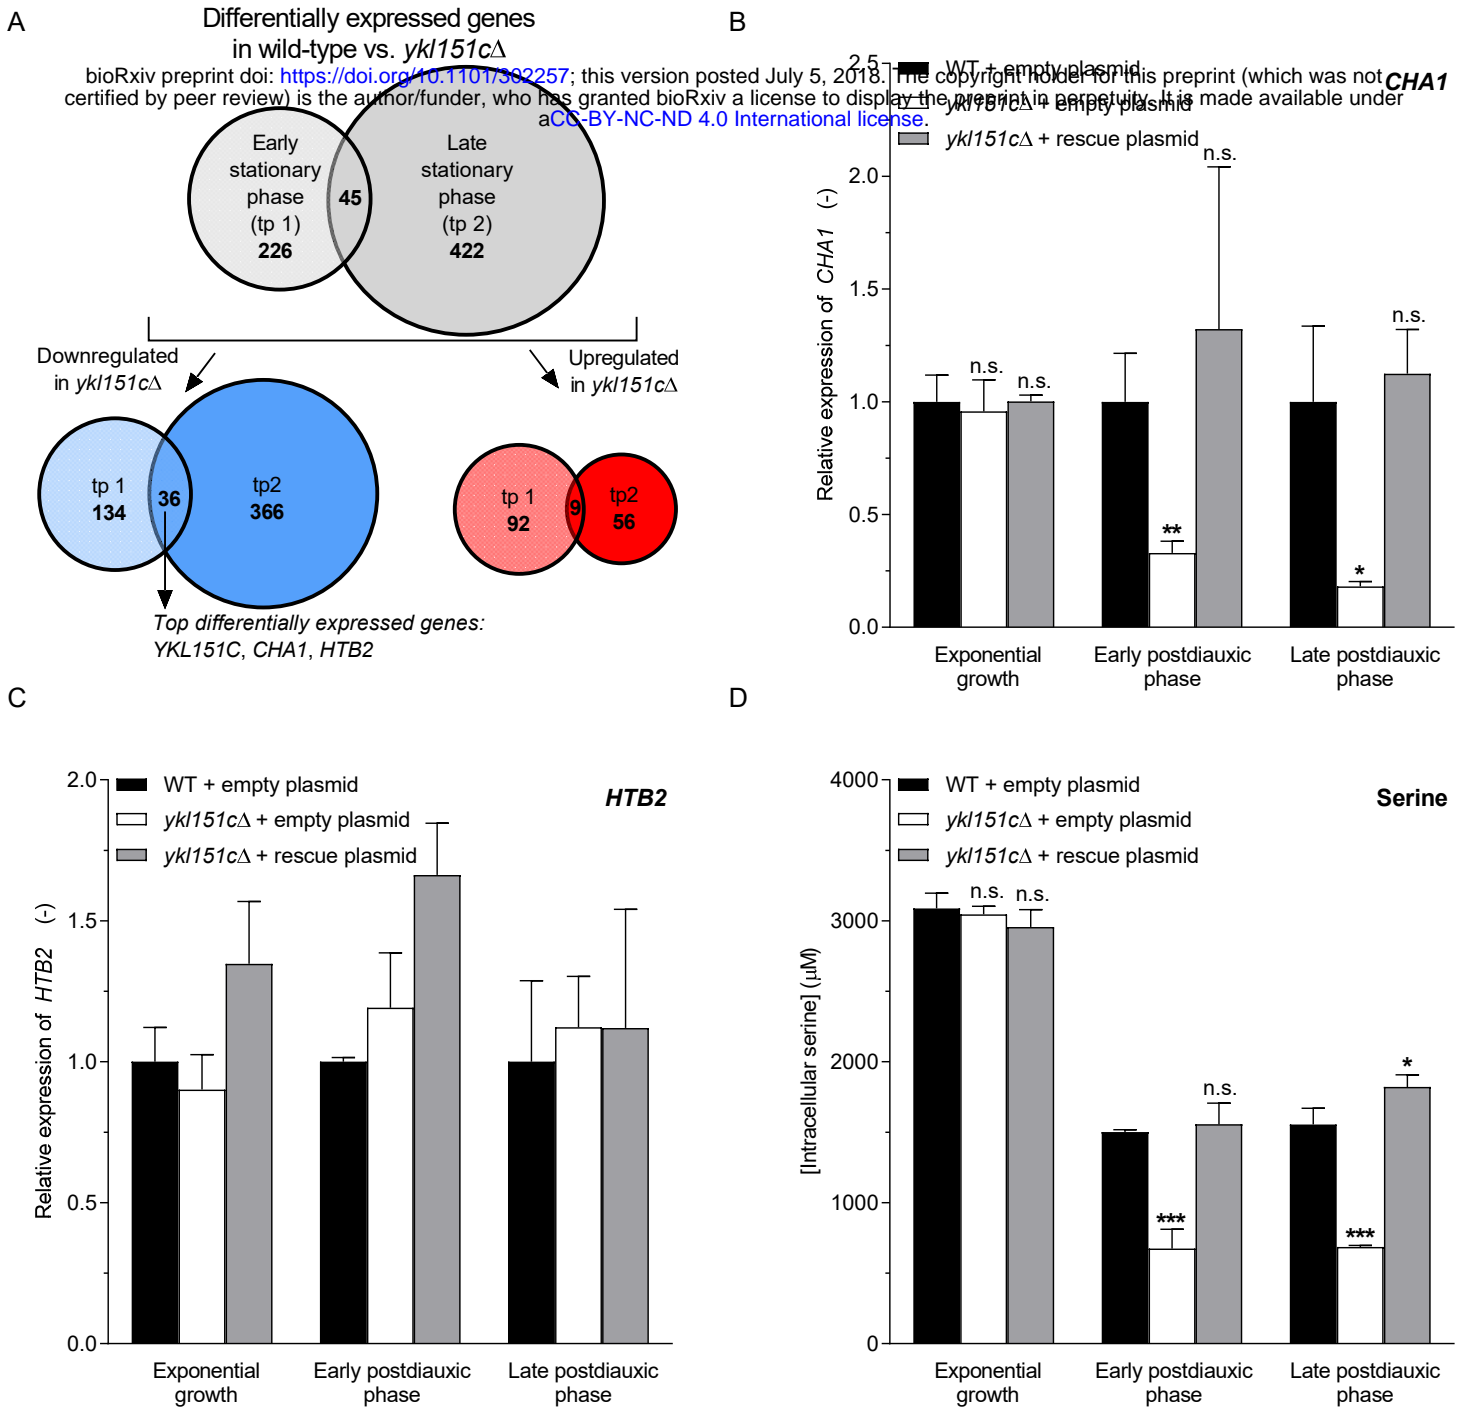 A
Differentially expressed genes
in wild-type vs. ykl151cΔ
bioRxiv preprint doi: https://doi.org/10.1101/302257; this version posted July 5, 2018. The copyright holder for this preprint (which was not
certified by peer review) is the author/funder, who has granted bioRxiv a license to display the preprint in perpetuity. It is made available under
aCC-BY-NC-ND 4.0 International license.
Early
stationary
phase
(tp 1)
226
45
Late
stationary
phase
(tp 2)
422
Downregulated
in ykl151cΔ
Upregulated
in ykl151cΔ
tp 1
134
36
tp2
366
tp 1
92
9
tp2
56
Top differentially expressed genes:
YKL151C, CHA1, HTB2
B
CHA1
WT + empty plasmid
ykl151cΔ + empty plasmid
ykl151cΔ + rescue plasmid
Relative expression of CHA1 (-)
2.5
2.0
1.5
1.0
0.5
0.0
n.s.
n.s.
**
n.s.
*
n.s.
Exponential
growth
Early postdiauxic
phase
Late postdiauxic
phase
C
HTB2
WT + empty plasmid
ykl151cΔ + empty plasmid
ykl151cΔ + rescue plasmid
Relative expression of HTB2 (-)
2.0
1.5
1.0
0.5
0.0
Exponential
growth
Early postdiauxic
phase
Late postdiauxic
phase
D
Serine
WT + empty plasmid
ykl151cΔ + empty plasmid
ykl151cΔ + rescue plasmid
[Intracellular serine] (μM)
4000
3000
2000
1000
0
n.s.
n.s.
***
n.s.
***
*
Exponential
growth
Early postdiauxic
phase
Late postdiauxic
phase